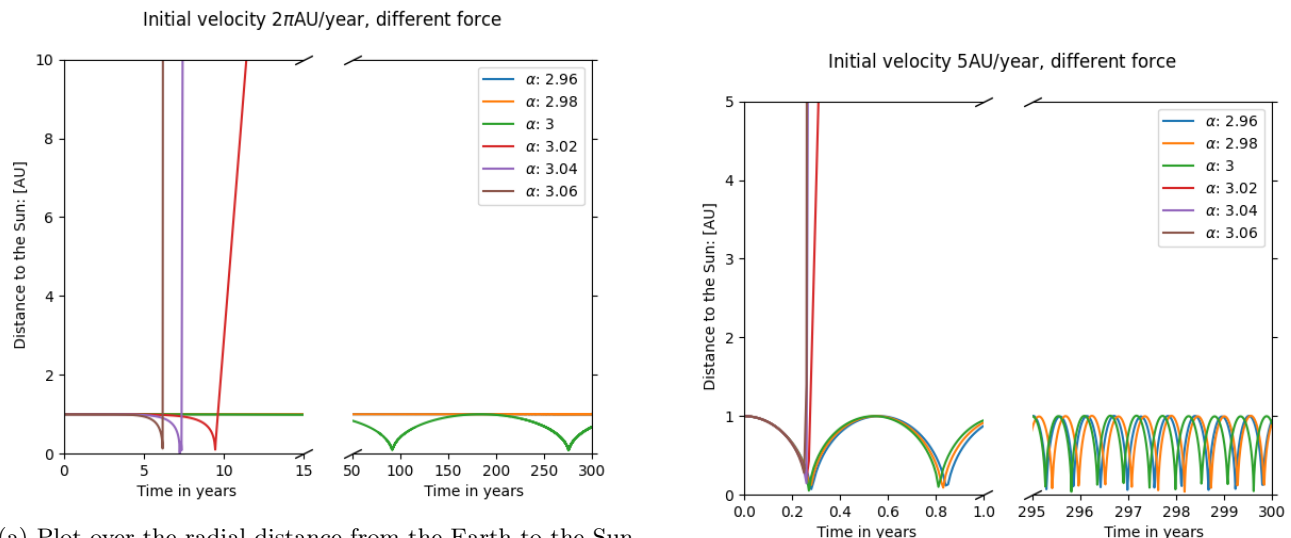 Initial velocity 2πAU/year, different force
10
8
6
4
2
0
Distance to the Sun: [AU]
α: 2.96
α: 2.98
α: 3
α: 3.02
α: 3.04
α: 3.06
0 5 10 15 50 100 150 200 250 300
Time in years Time in years
(a) Plot over the radial distance from the Earth to the Sun
Initial velocity 5AU/year, different force
5
4
3
2
1
0
Distance to the Sun: [AU]
α: 2.96
α: 2.98
α: 3
α: 3.02
α: 3.04
α: 3.06
0.0 0.2 0.4 0.6 0.8 1.0 295 296 297 298 299 300
Time in years Time in years